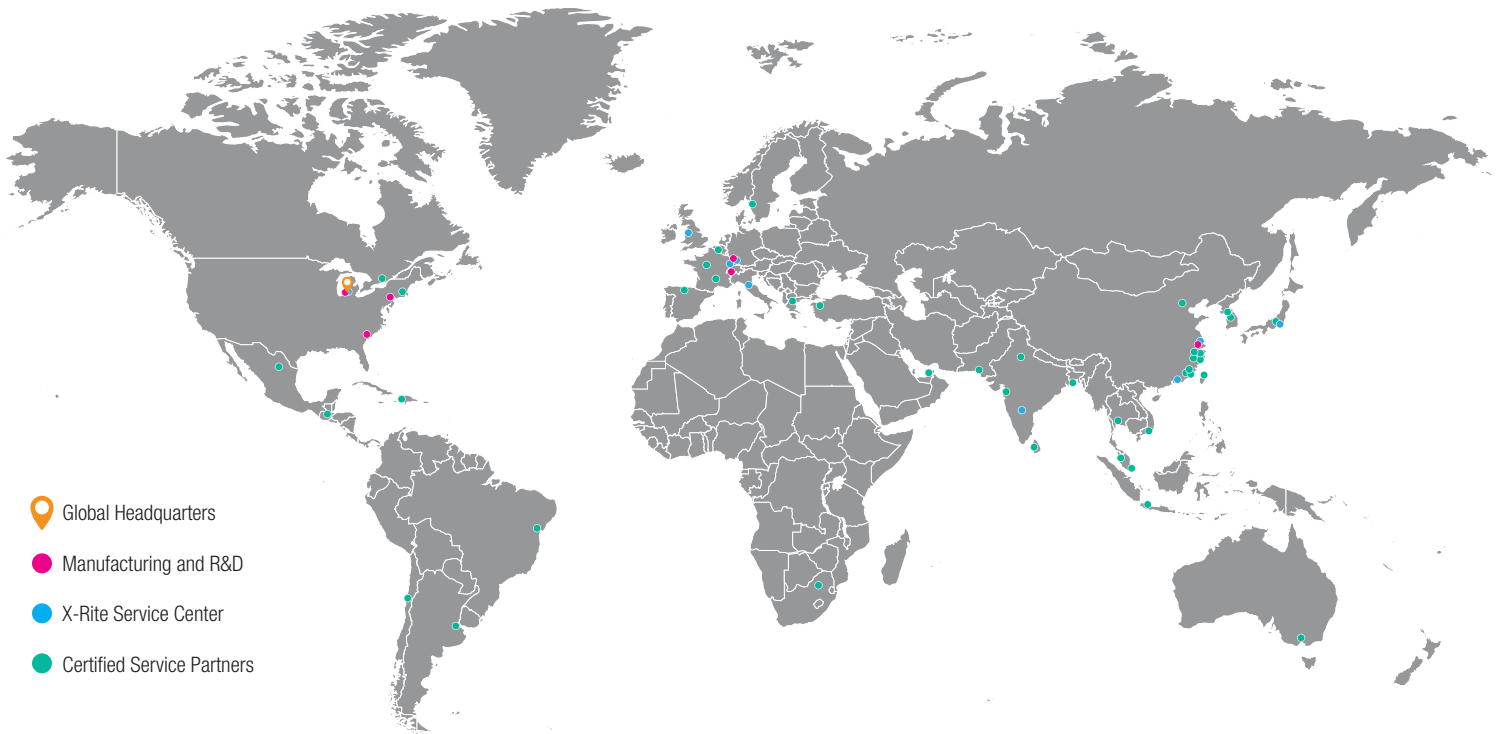 Global Headquarters
Manufacturing and R&D
X-Rite Service Center
Certified Service Partners